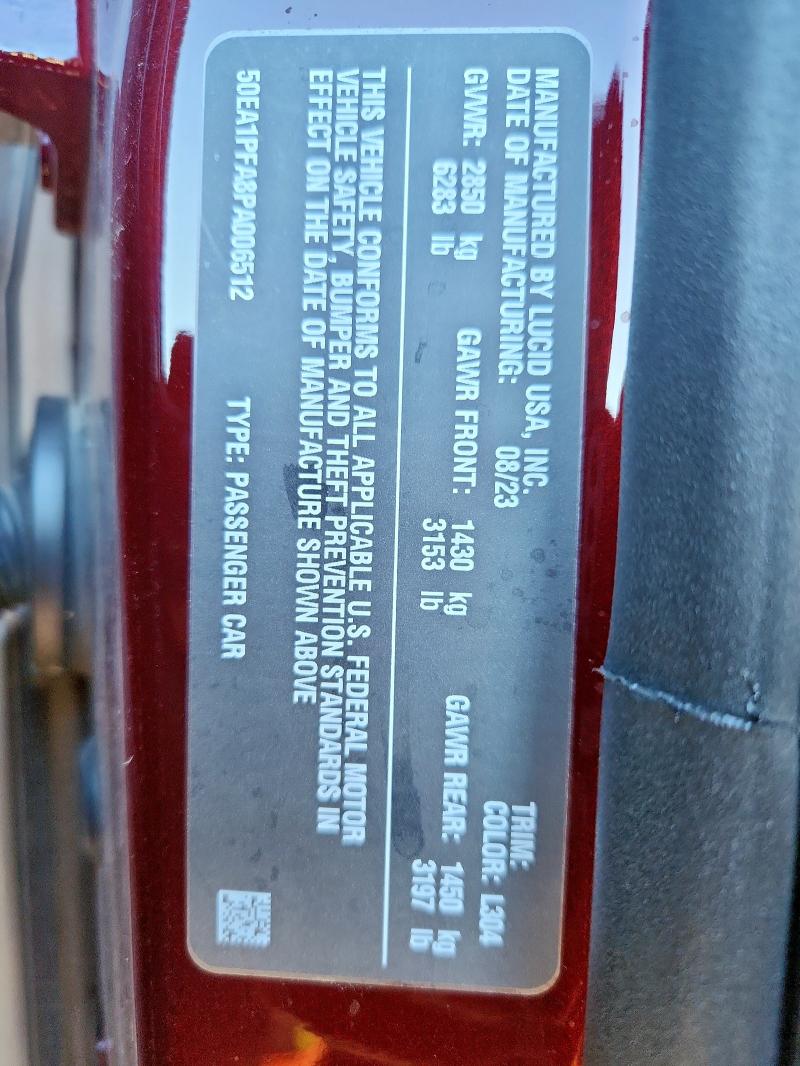 MANUFACTURED BY LUCID USA, INC.
DATE OF MANUFACTURING: 08/23
TRIM:
COLOR: L304
GVWR: 2850 kg GAWR FRONT: 1430 kg GAWR REAR: 1450 kg
6283 lb 3153 lb 3197 lb
THIS VEHICLE CONFORMS TO ALL APPLICABLE U.S. FEDERAL MOTOR
VEHICLE SAFETY, BUMPER AND THEFT PREVENTION STANDARDS IN
EFFECT ON THE DATE OF MANUFACTURE SHOWN ABOVE
50EA1PFA8PA006512 TYPE: PASSENGER CAR